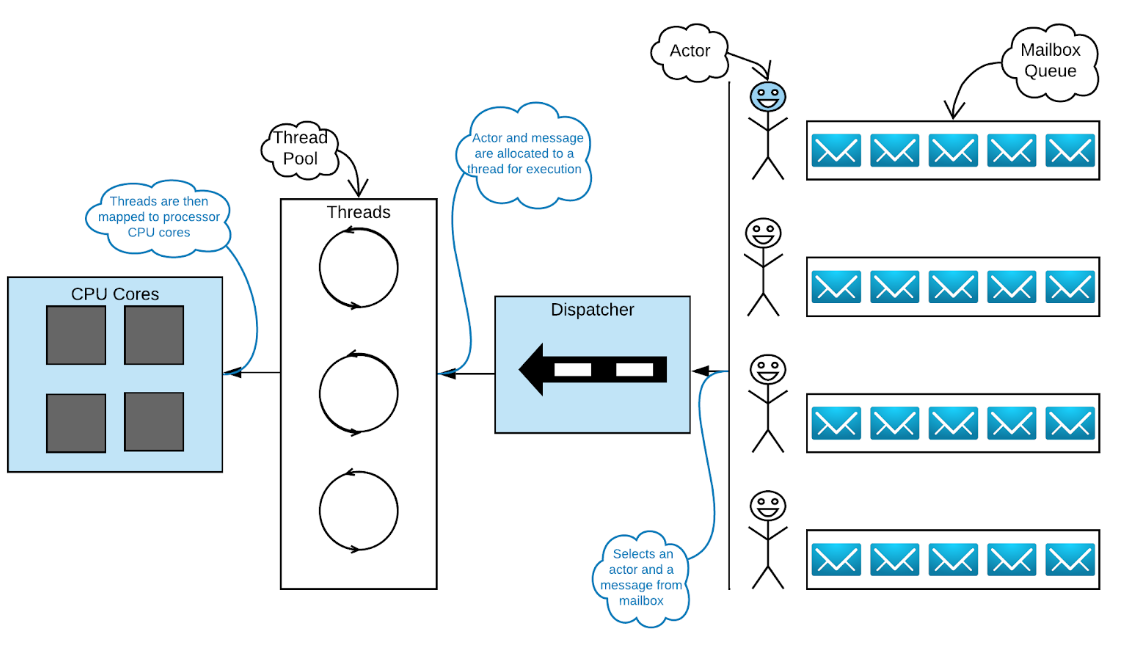 Actor
Mailbox
Queue
Thread
Pool
Actor and message
are allocated to a
thread for execution
Threads are then
mapped to processor
CPU cores
Threads
CPU Cores
Dispatcher
Selects an
actor and a
message from
mailbox